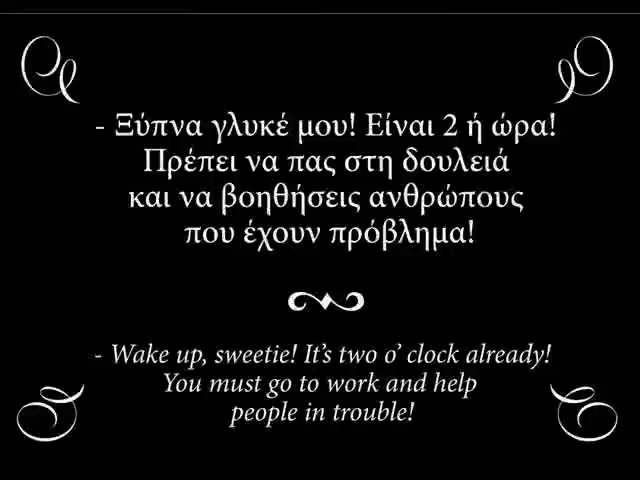 - Ξύπνα γλυκέ μου! Είναι 2 ή ώρα!
Πρέπει να πας στη δουλειά
και να βοηθήσεις ανθρώπους
που έχουν πρόβλημα!
- Wake up, sweetie! It's two o' clock already!
You must go to work and help
people in trouble!